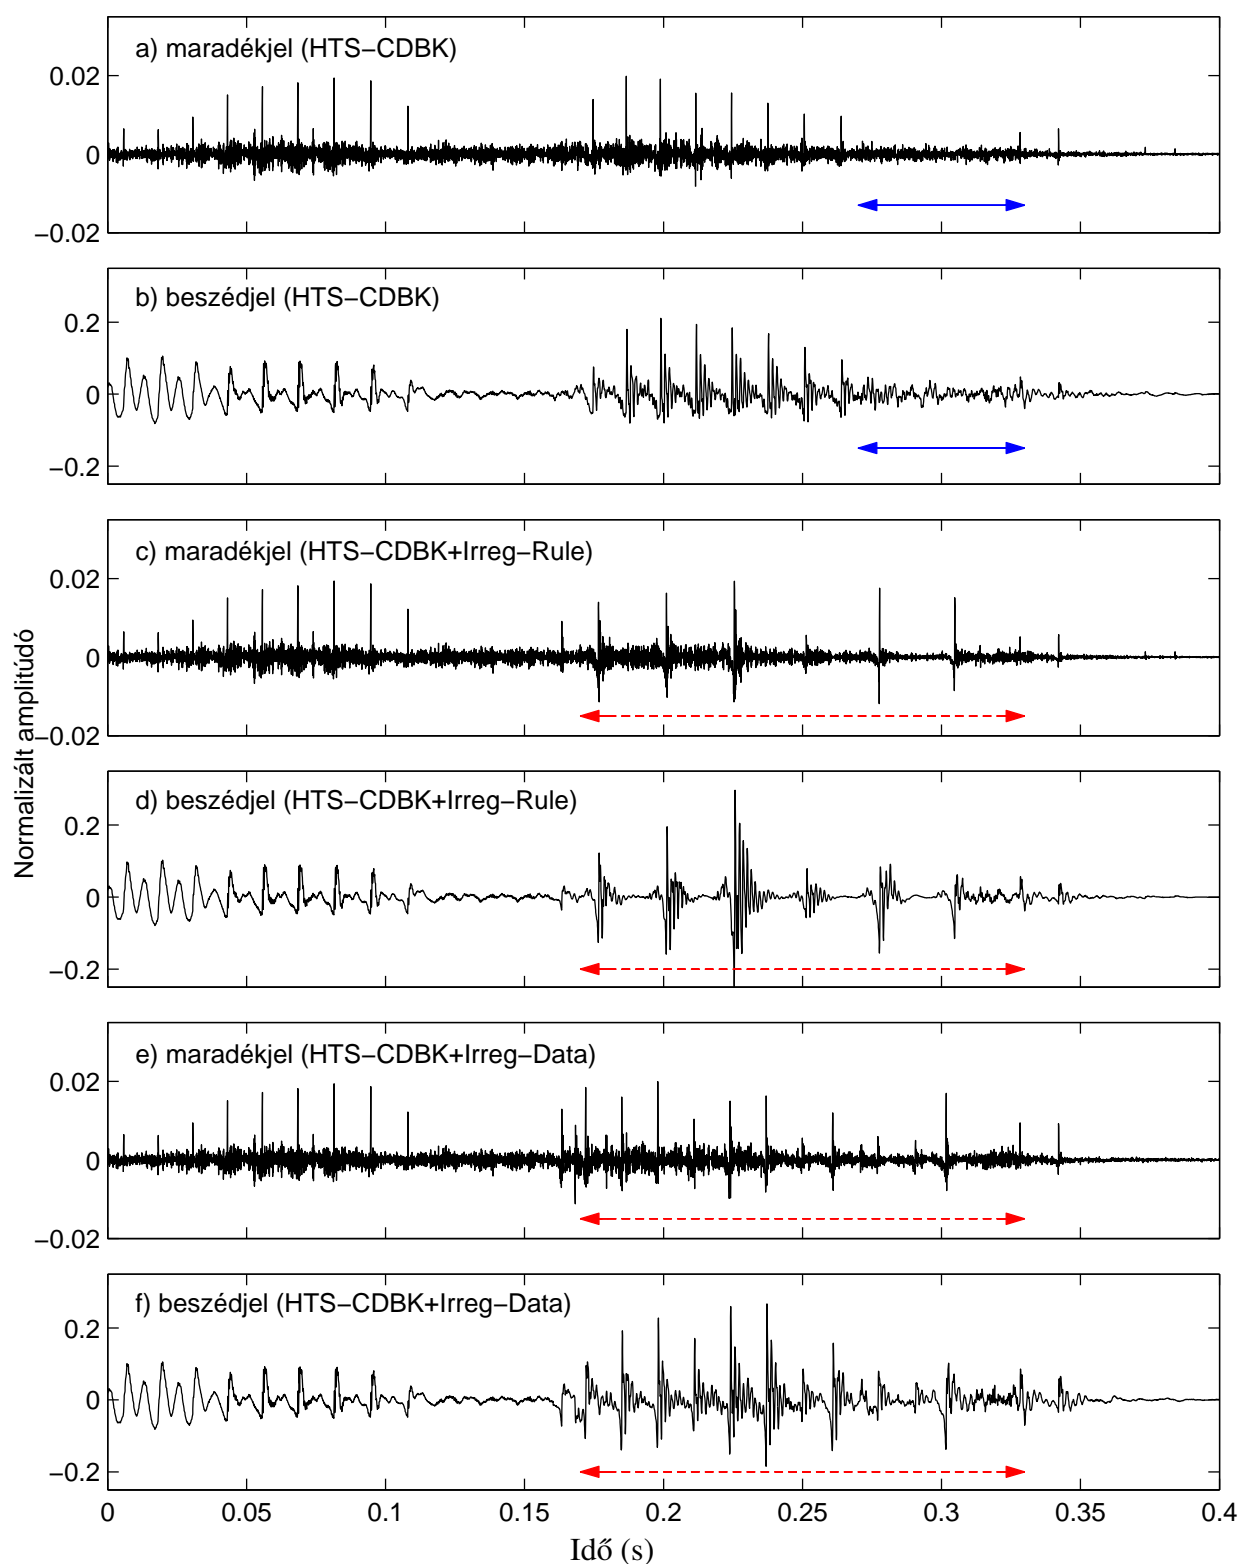 a) maradékjel (HTS−CDBK)
0.02
0
−0.02
b) beszédjel (HTS−CDBK)
0.2
0
−0.2
c) maradékjel (HTS−CDBK+Irreg−Rule)
0.02
0
−0.02
Normalizált amplitúdó
d) beszédjel (HTS−CDBK+Irreg−Rule)
0.2
0
−0.2
e) maradékjel (HTS−CDBK+Irreg−Data)
0.02
0
−0.02
f) beszédjel (HTS−CDBK+Irreg−Data)
0.2
0
−0.2
0 0.05 0.1 0.15 0.2 0.25 0.3 0.35 0.4
Idő (s)